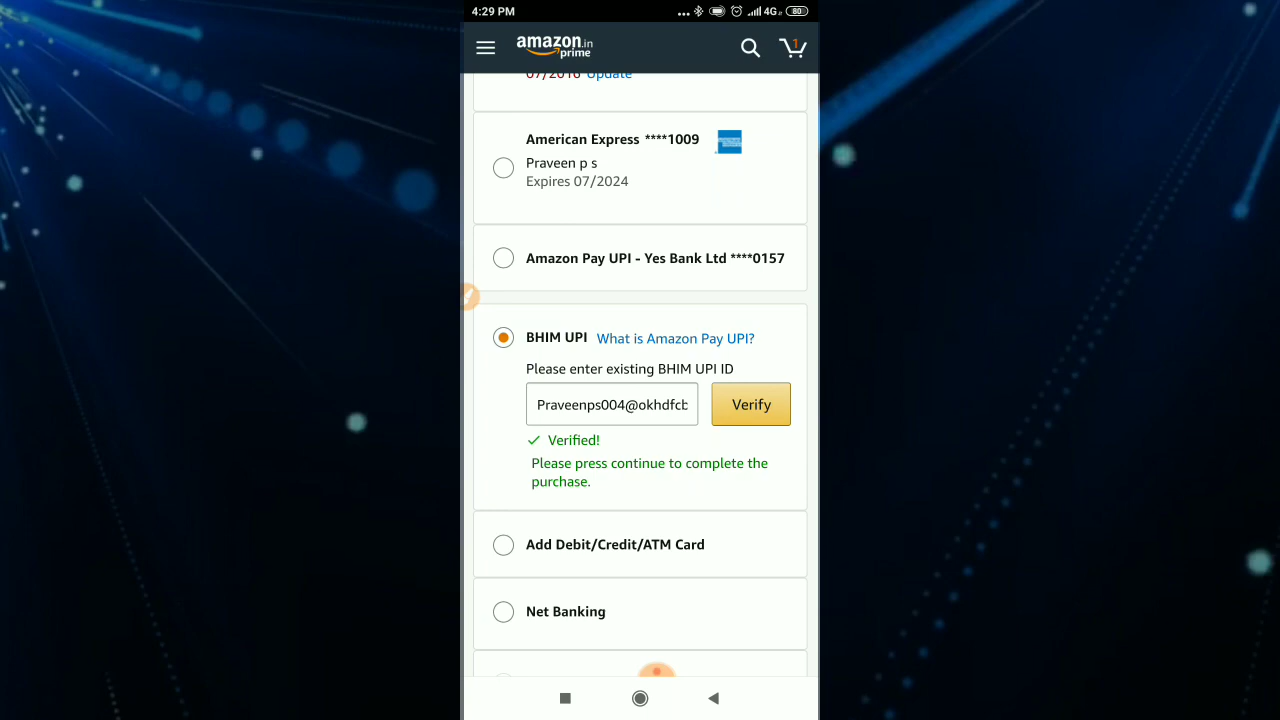 4:29 PM
4G
80
amazon.in
prime
1
07/2016 Update
American Express ****1009
Praveen p s
Expires 07/2024
Amazon Pay UPI - Yes Bank Ltd ****0157
BHIM UPI What is Amazon Pay UPI?
Please enter existing BHIM UPI ID
Praveenps004@okhdfcb
Verify
Verified!
Please press continue to complete the
purchase.
Add Debit/Credit/ATM Card
Net Banking